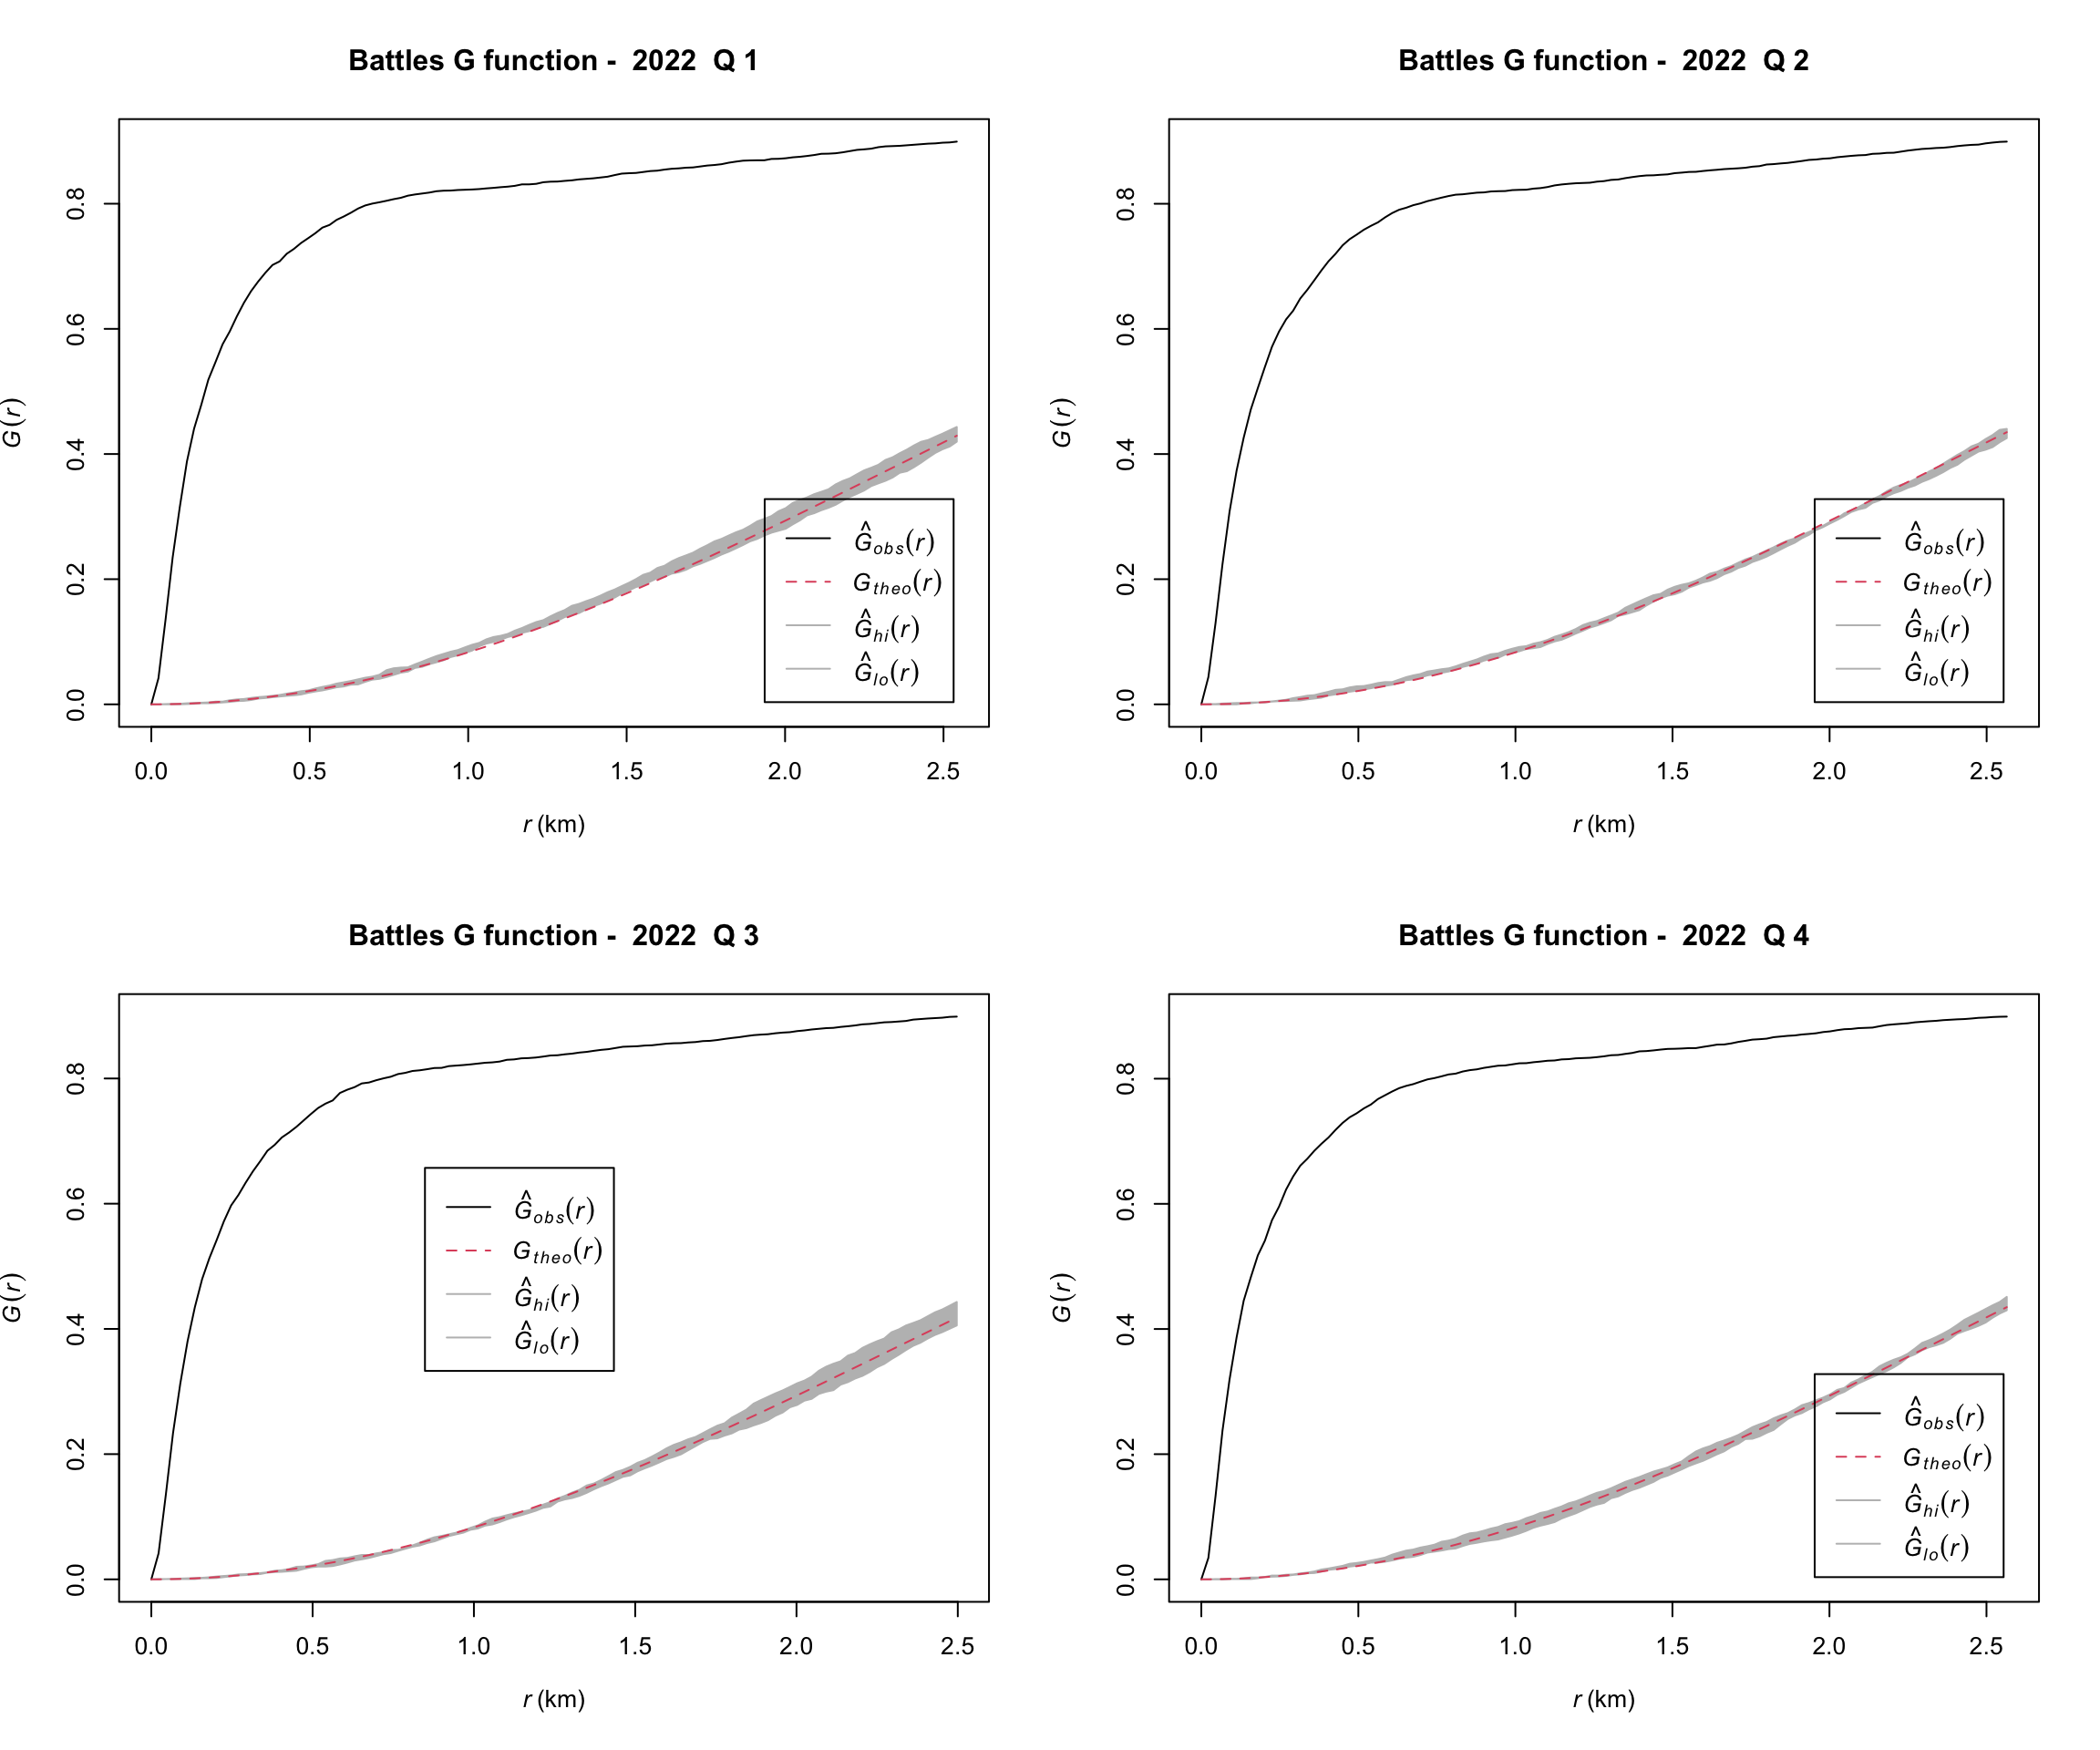 Battles G function - 2022 Q 1
G(r)
0.0 0.2 0.4 0.6 0.8
Ĝobs(r)
Gtheo(r)
Ĝhi(r)
Ĝlo(r)
0.0 0.5 1.0 1.5 2.0 2.5
r (km)
Battles G function - 2022 Q 2
G(r)
0.0 0.2 0.4 0.6 0.8
Ĝobs(r)
Gtheo(r)
Ĝhi(r)
Ĝlo(r)
0.0 0.5 1.0 1.5 2.0 2.5
r (km)
Battles G function - 2022 Q 3
G(r)
0.0 0.2 0.4 0.6 0.8
Ĝobs(r)
Gtheo(r)
Ĝhi(r)
Ĝlo(r)
0.0 0.5 1.0 1.5 2.0 2.5
r (km)
Battles G function - 2022 Q 4
G(r)
0.0 0.2 0.4 0.6 0.8
Ĝobs(r)
Gtheo(r)
Ĝhi(r)
Ĝlo(r)
0.0 0.5 1.0 1.5 2.0 2.5
r (km)